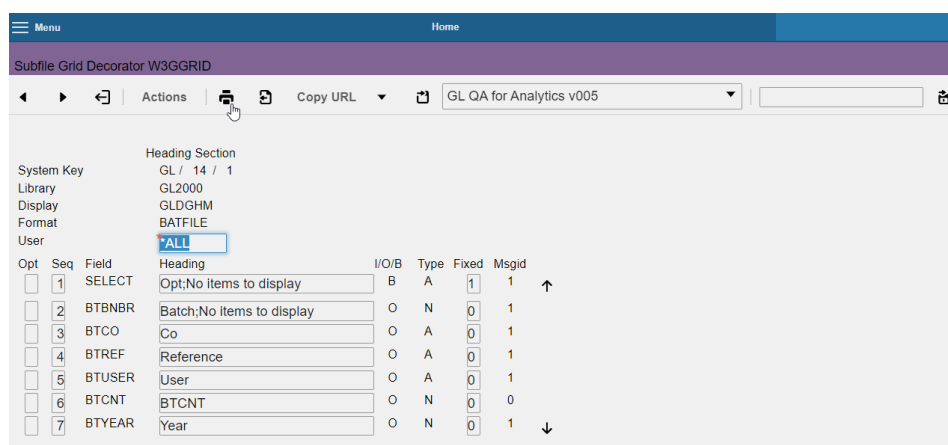 Menu Home
Subfile Grid Decorator W3GGRID
Actions Copy URL GL QA for Analytics v005
Heading Section
System Key GL / 14 / 1
Library GL2000
Display GLDGHM
Format BATFILE
User *ALL
Opt Seq Field Heading I/O/B Type Fixed Msgid
1 SELECT Opt;No items to display B A 1 1
2 BTBNBR Batch;No items to display O N 0 1
3 BTCO Co O A 0 1
4 BTREF Reference O A 0 1
5 BTUSER User O A 0 1
6 BTCNT BTCNT O N 0 0
7 BTYEAR Year O N 0 1